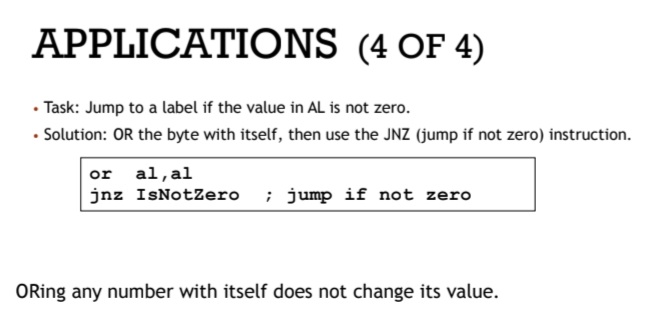 APPLICATIONS (4 OF 4)
• Task: Jump to a label if the value in AL is not zero.
• Solution: OR the byte with itself, then use the JNZ (jump if not zero) instruction.
or al,al
jnz IsNotZero ; jump if not zero
ORing any number with itself does not change its value.